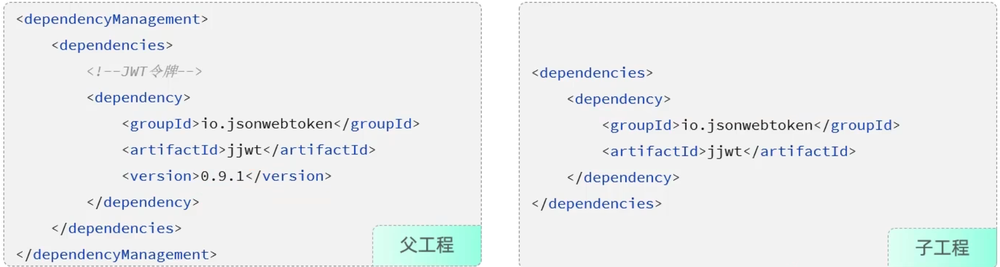 <dependencyManagement>
<dependencies>
<!--JWT令牌-->
<dependency>
<groupId>io.jsonwebtoken</groupId>
<artifactId>jjwt</artifactId>
<version>0.9.1</version>
</dependency>
</dependencies>
</dependencyManagement>
父工程
<dependencies>
<dependency>
<groupId>io.jsonwebtoken</groupId>
<artifactId>jjwt</artifactId>
</dependency>
</dependencies>
子工程